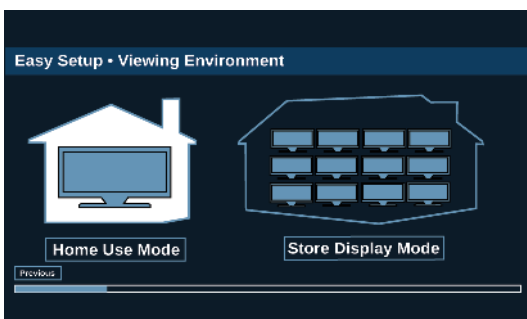 Easy Setup • Viewing Environment
Home Use Mode
Store Display Mode
Previous